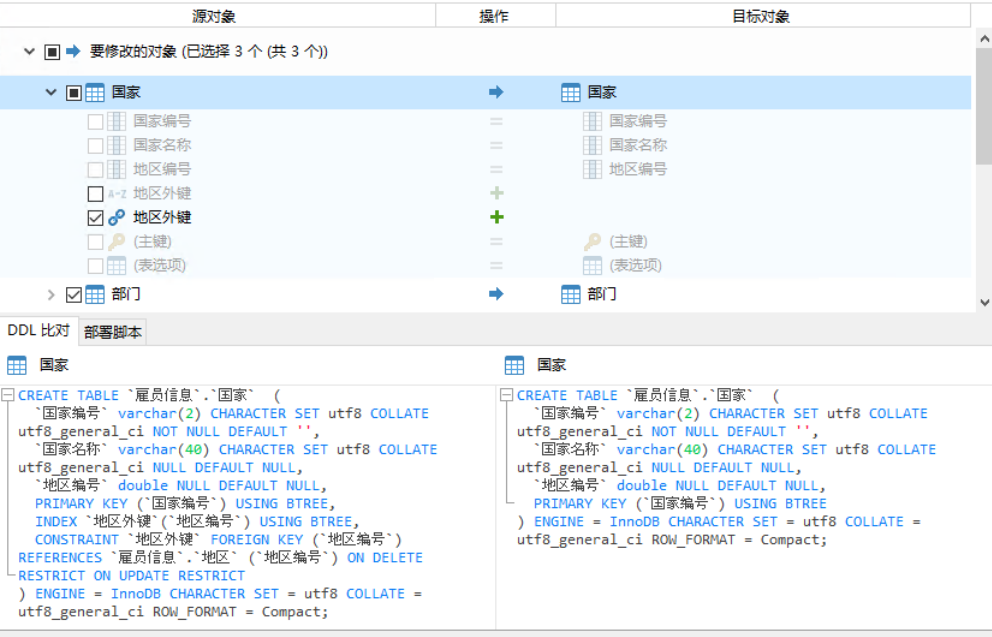 源对象 操作 目标对象
要修改的对象 (已选择 3 个 (共 3 个))
国家 国家
国家编号 = 国家编号
国家名称 = 国家名称
地区编号 = 地区编号
A-Z 地区外键 +
地区外键 +
(主键) = (主键)
(表选项) = (表选项)
部门 部门
DDL 比对 部署脚本
国家
CREATE TABLE `雇员信息`.`国家`  (
`国家编号` varchar(2) CHARACTER SET utf8 COLLATE
utf8_general_ci NOT NULL DEFAULT '',
`国家名称` varchar(40) CHARACTER SET utf8 COLLATE
utf8_general_ci NULL DEFAULT NULL,
`地区编号` double NULL DEFAULT NULL,
PRIMARY KEY (`国家编号`) USING BTREE,
INDEX `地区外键`(`地区编号`) USING BTREE,
CONSTRAINT `地区外键` FOREIGN KEY (`地区编号`)
REFERENCES `雇员信息`.`地区` (`地区编号`) ON DELETE
RESTRICT ON UPDATE RESTRICT
) ENGINE = InnoDB CHARACTER SET = utf8 COLLATE =
utf8_general_ci ROW_FORMAT = Compact;
国家
CREATE TABLE `雇员信息`.`国家`  (
`国家编号` varchar(2) CHARACTER SET utf8 COLLATE
utf8_general_ci NOT NULL DEFAULT '',
`国家名称` varchar(40) CHARACTER SET utf8 COLLATE
utf8_general_ci NULL DEFAULT NULL,
`地区编号` double NULL DEFAULT NULL,
PRIMARY KEY (`国家编号`) USING BTREE
) ENGINE = InnoDB CHARACTER SET = utf8 COLLATE =
utf8_general_ci ROW_FORMAT = Compact;